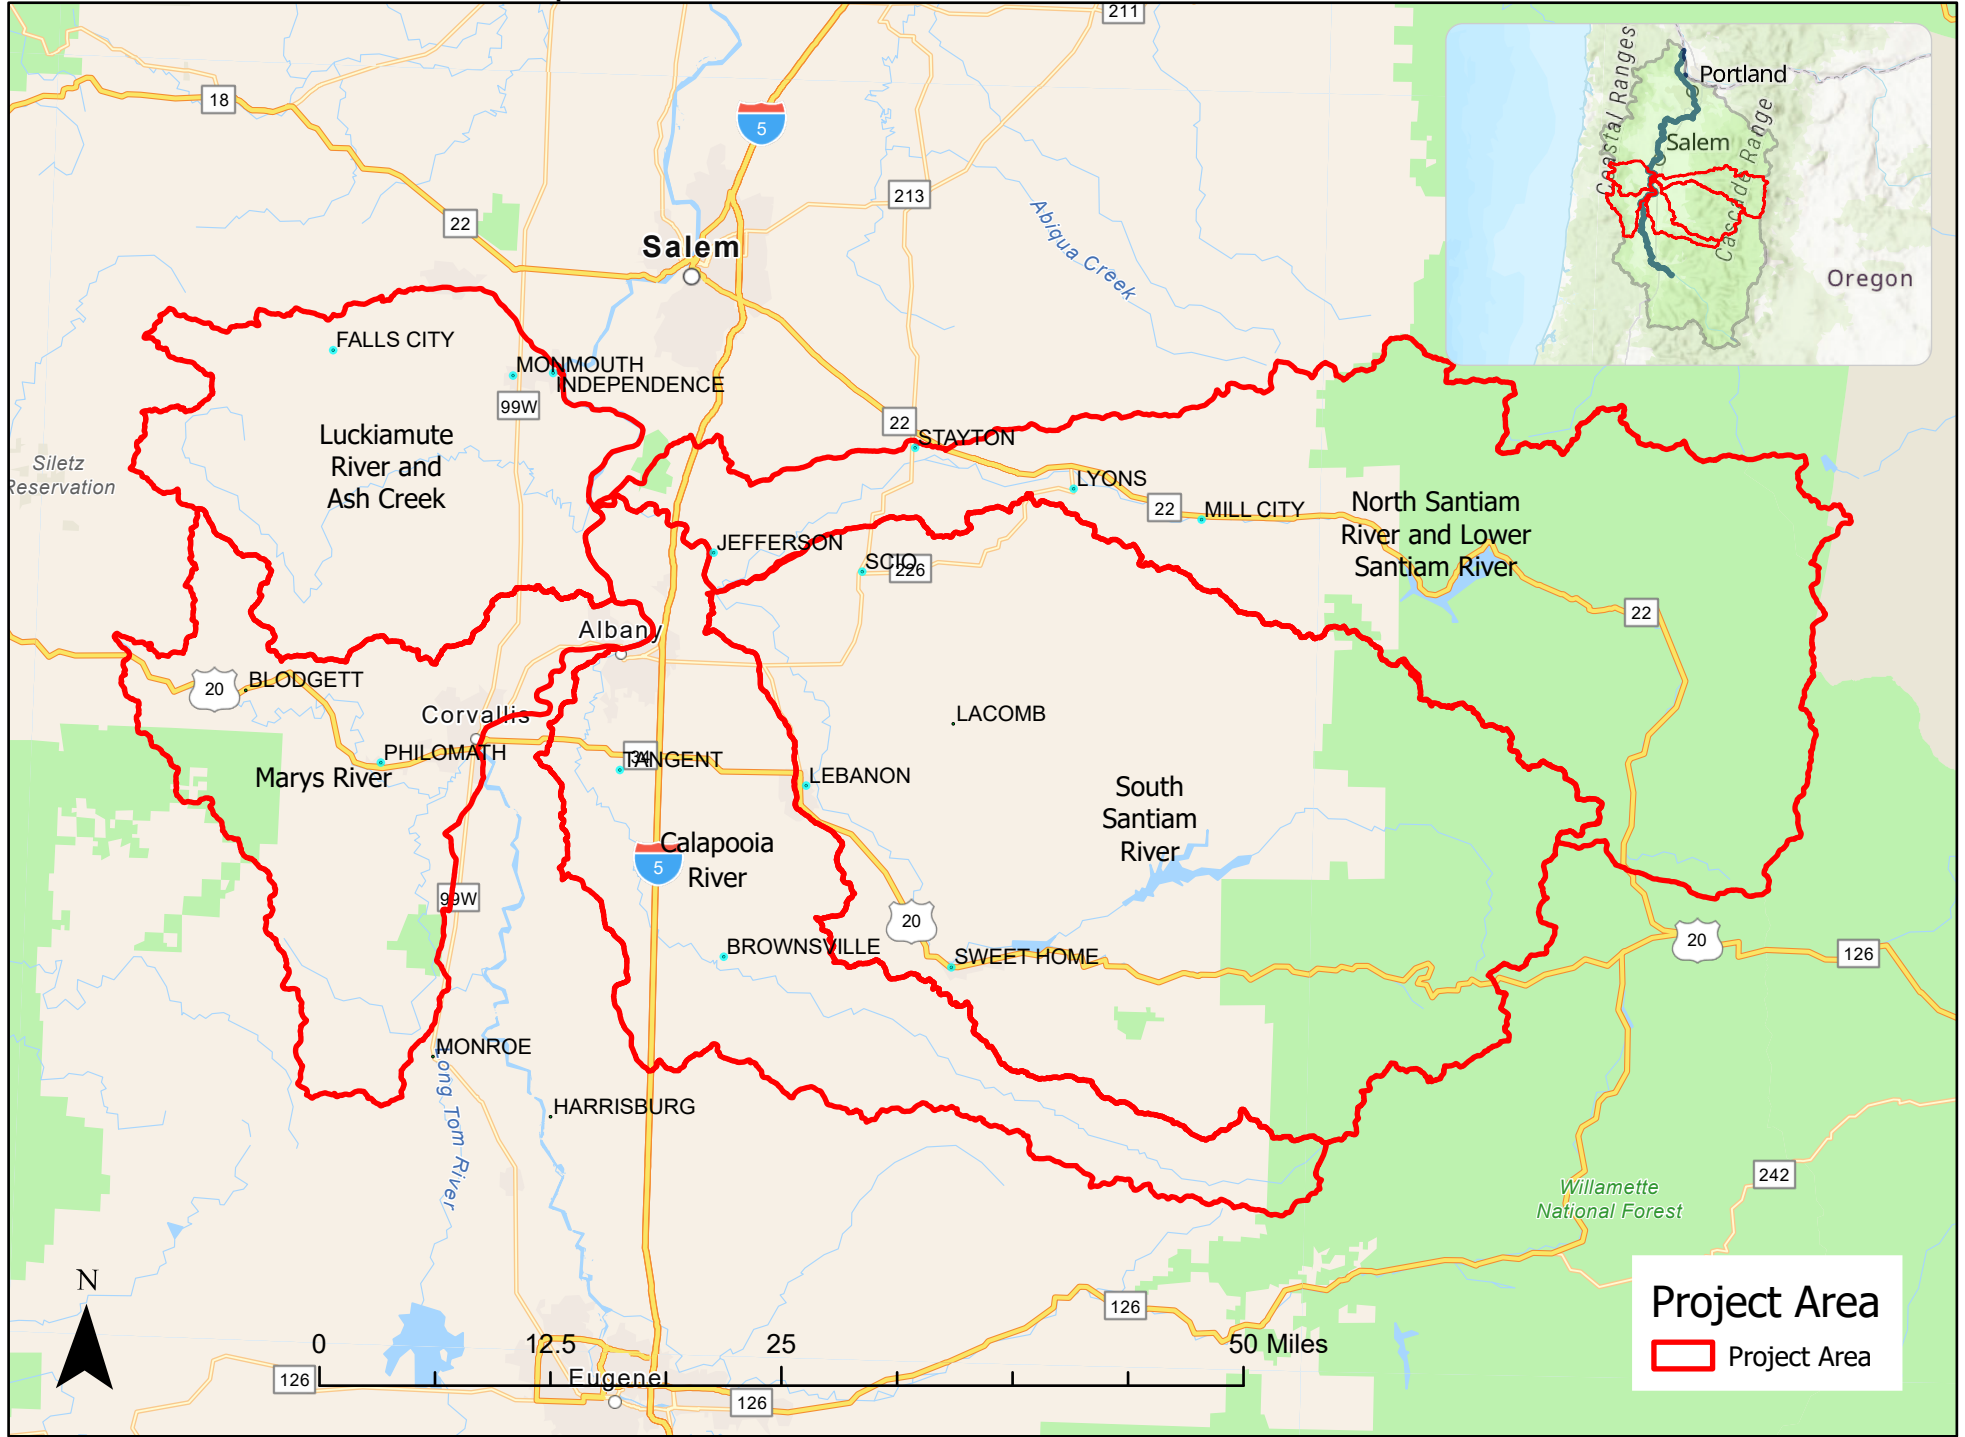 211
Coastal Ranges
Portland
Salem
Cascade Range
Oregon
18
5
213
22
Abiqua Creek
Salem
FALLS CITY
MONMOUTH
INDEPENDENCE
99W
22
STAYTON
Luckiamute
River and
Ash Creek
Siletz
Reservation
LYONS
22
MILL CITY
North Santiam
River and Lower
Santiam River
JEFFERSON
SCIO
226
22
Albany
20
BLODGETT
Corvallis
LACOMB
PHILOMATH
Marys River
34
TANGENT
LEBANON
South
Santiam
River
Calapooia
River
5
99W
20
BROWNSVILLE
SWEET HOME
20
126
MONROE
Long Tom River
HARRISBURG
242
Willamette
National Forest
N
126
0
12.5
25
50 Miles
Eugene
126
126
Project Area
Project Area